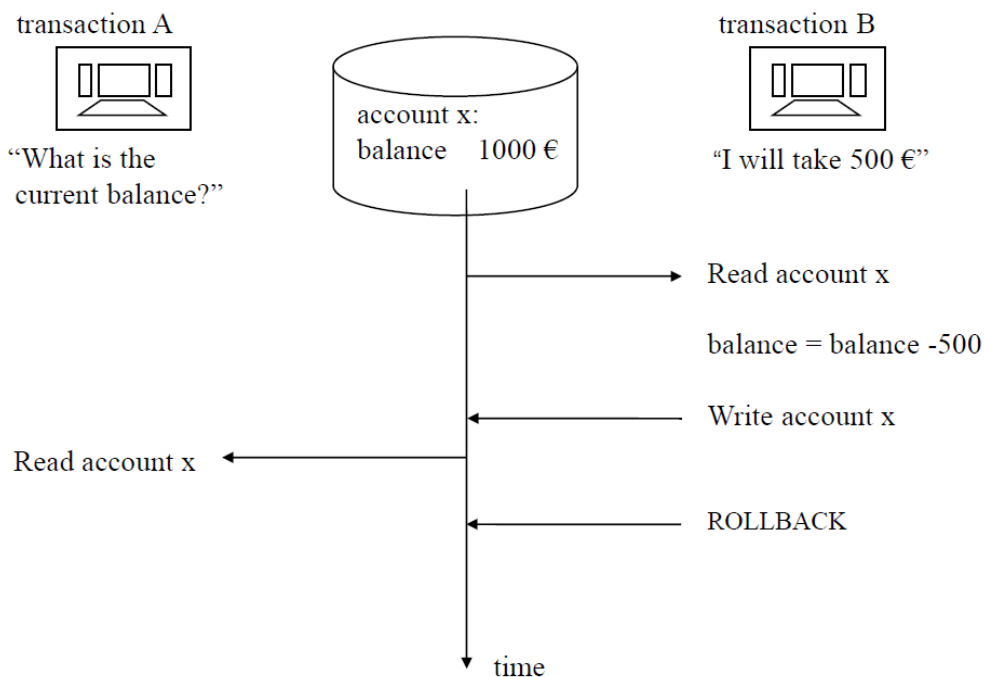 transaction A
transaction B
account x:
balance 1000 €
“What is the
current balance?”
“I will take 500 €”
Read account x
balance = balance -500
Write account x
Read account x
ROLLBACK
time